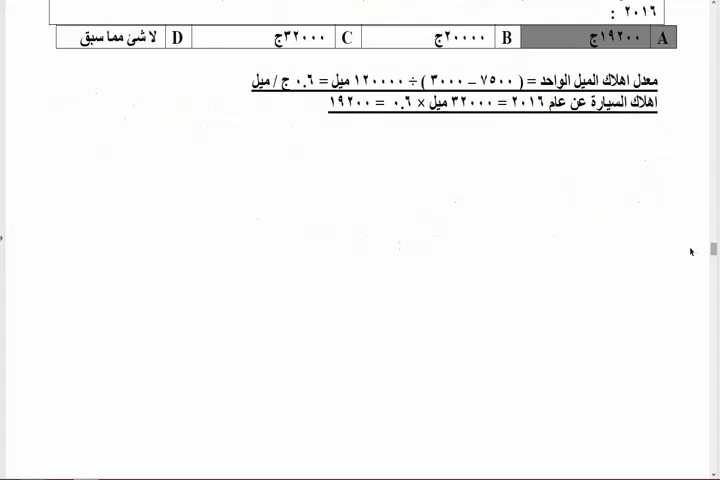 ٢٠١٦ :
A ١٩٢٠٠ج B ٢٠٠٠٠ج C ٣٢٠٠٠ج D لا شئ مما سبق
معدل اهلاك الميل الواحد = ( ٧٥٠٠ – ٣٠٠٠ ) ÷ ١٢٠٠٠٠ ميل = ٠.٦ ج / ميل
اهلاك السيارة عن عام ٢٠١٦ = ٣٢٠٠٠ ميل × ٠.٦ = ١٩٢٠٠